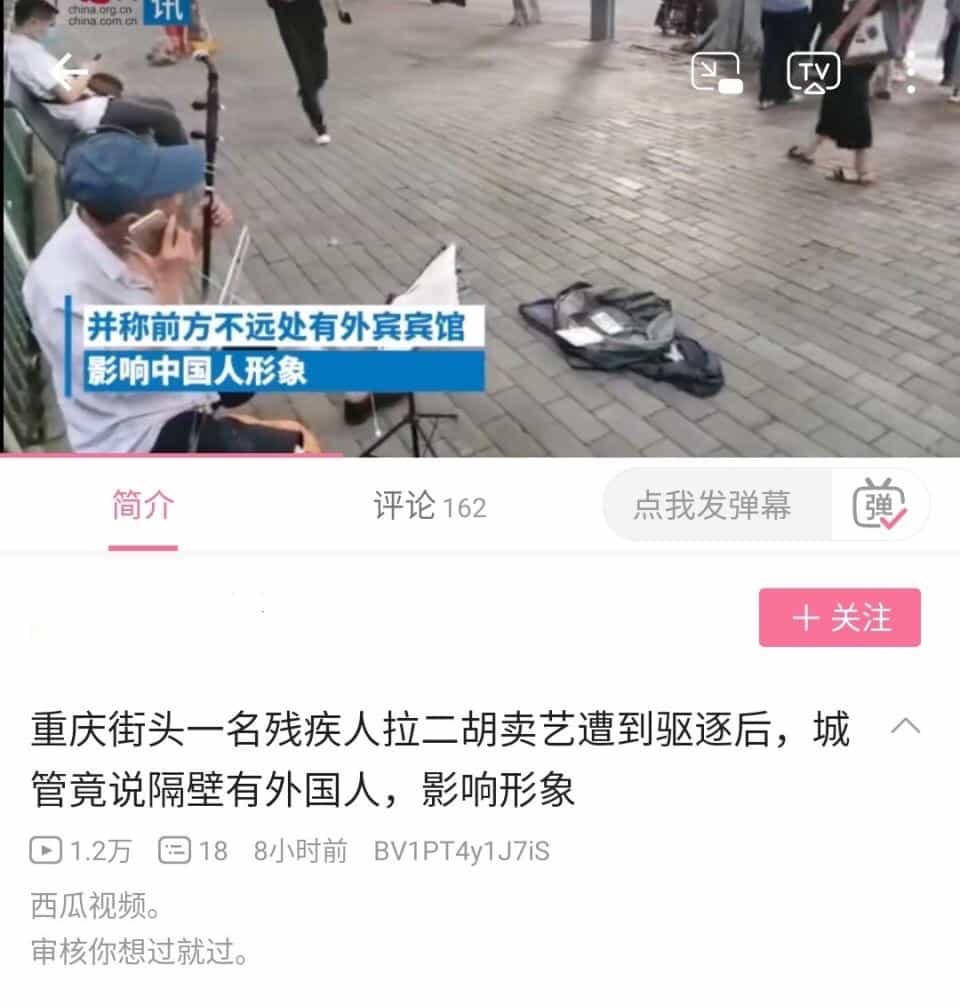 china.org.cn
china.com.cn
讯
TV
并称前方不远处有外宾宾馆
影响中国人形象
简介
评论 162
点我发弹幕
弹
+ 关注
重庆街头一名残疾人拉二胡卖艺遭到驱逐后，城
管竟说隔壁有外国人，影响形象
1.2万 18 8小时前 BV1PT4y1J7iS
西瓜视频。
审核你想过就过。